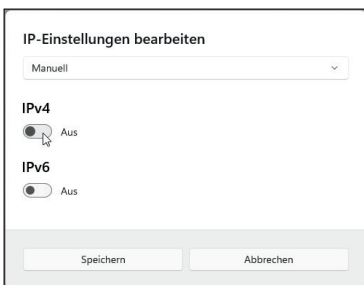 IP-Einstellungen bearbeiten
Manuell
IPv4
Aus
IPv6
Aus
Speichern Abbrechen